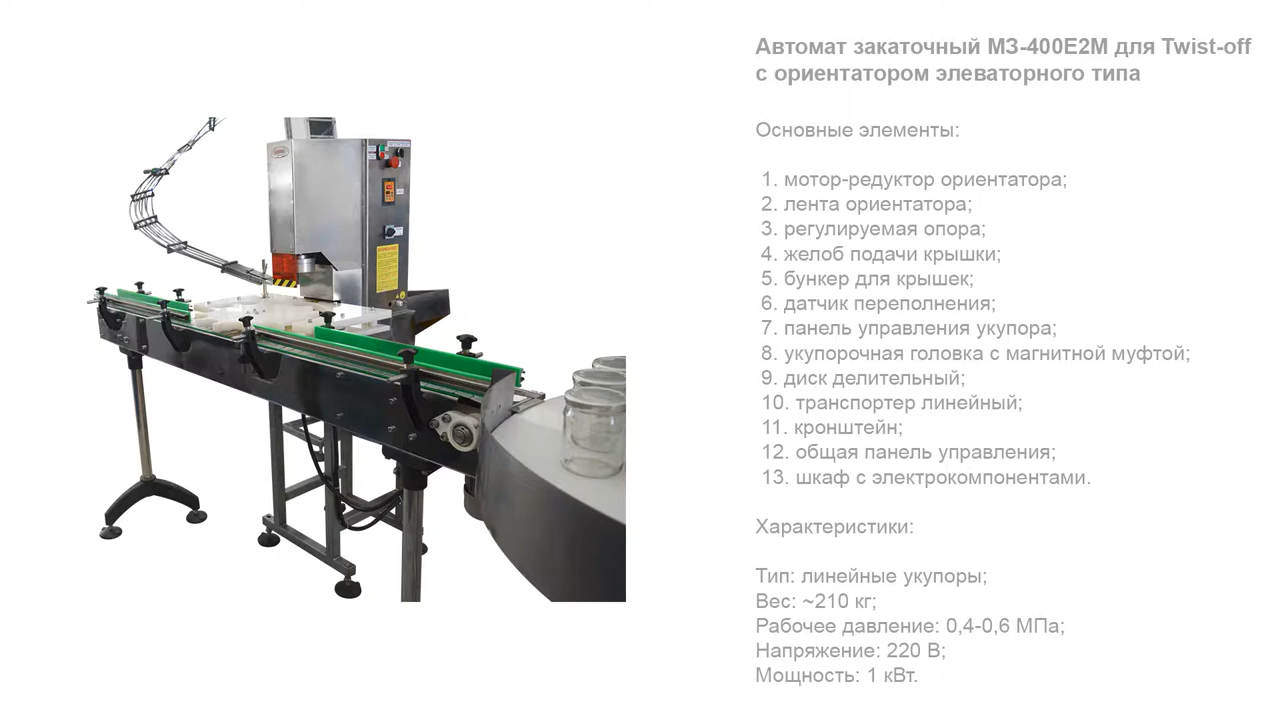 Автомат закаточный МЗ-400Е2М для Twist-off
с ориентатором элеваторного типа
Основные элементы:
1. мотор-редуктор ориентатора;
2. лента ориентатора;
3. регулируемая опора;
4. желоб подачи крышки;
5. бункер для крышек;
6. датчик переполнения;
7. панель управления укупора;
8. укупорочная головка с магнитной муфтой;
9. диск делительный;
10. транспортер линейный;
11. кронштейн;
12. общая панель управления;
13. шкаф с электрокомпонентами.
Характеристики:
Тип: линейные укупоры;
Вес: ~210 кг;
Рабочее давление: 0,4-0,6 МПа;
Напряжение: 220 В;
Мощность: 1 кВт.